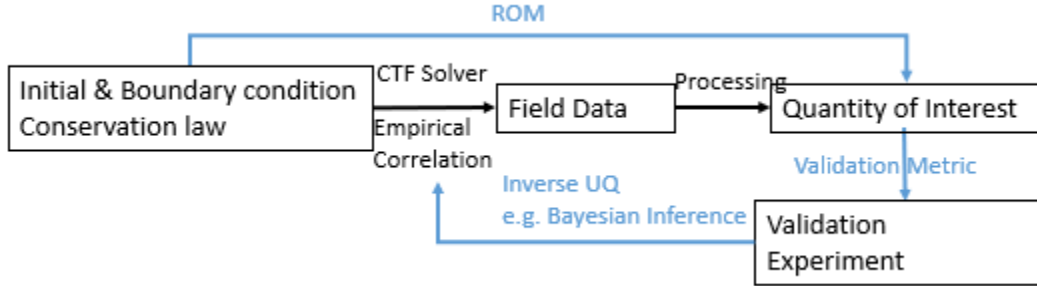 ROM
Initial & Boundary condition
Conservation law
CTF Solver
Empirical
Correlation
Field Data
Processing
Quantity of Interest
Validation Metric
Inverse UQ
e.g. Bayesian Inference
Validation
Experiment